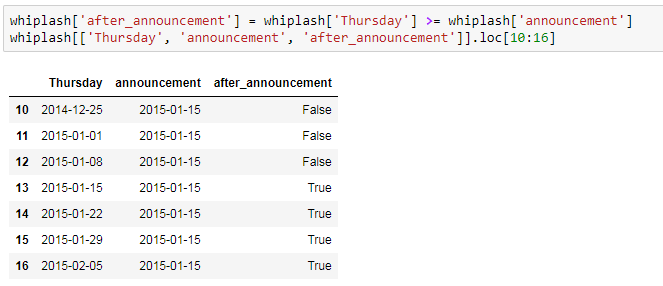 whiplash['after_announcement'] = whiplash['Thursday'] >= whiplash['announcement']
whiplash[['Thursday', 'announcement', 'after_announcement']].loc[10:16]
Thursday announcement after_announcement
10 2014-12-25 2015-01-15 False
11 2015-01-01 2015-01-15 False
12 2015-01-08 2015-01-15 False
13 2015-01-15 2015-01-15 True
14 2015-01-22 2015-01-15 True
15 2015-01-29 2015-01-15 True
16 2015-02-05 2015-01-15 True